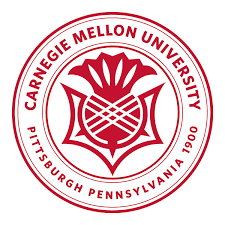 CARNEGIE MELLON UNIVERSITY
PITTSBURGH PENNSYLVANIA 1900